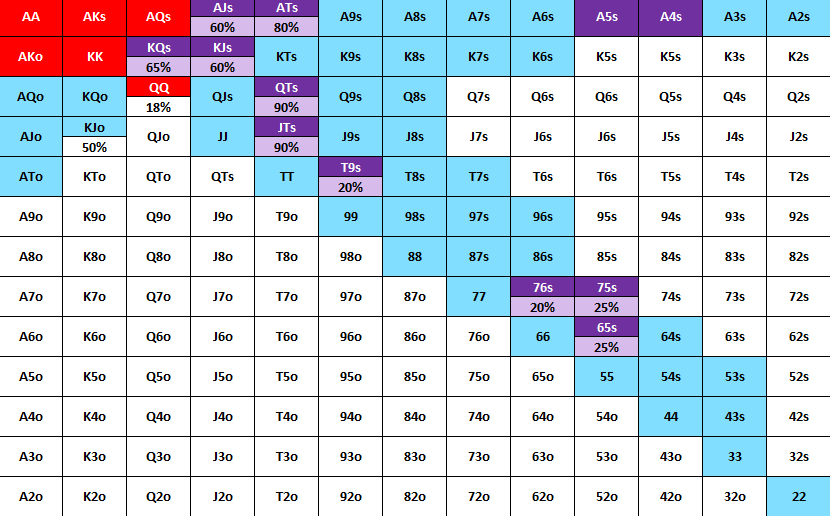 AA AKs AQs AJs 60% ATs 80% A9s A8s A7s A6s A5s A4s A3s A2s
AKo KK KQs 65% KJs 60% KTs K9s K8s K7s K6s K5s K5s K3s K2s
AQo KQo QQ 18% QJs QTs 90% Q9s Q8s Q7s Q6s Q6s Q5s Q4s Q2s
AJo KJo 50% QJo JJ JTs 90% J9s J8s J7s J6s J6s J5s J4s J2s
ATo KTo QTo QTs TT T9s 20% T8s T7s T6s T6s T5s T4s T2s
A9o K9o Q9o J9o T9o 99 98s 97s 96s 95s 94s 93s 92s
A8o K8o Q8o J8o T8o 98o 88 87s 86s 85s 84s 83s 82s
A7o K7o Q7o J7o T7o 97o 87o 77 76s 20% 75s 25% 74s 73s 72s
A6o K6o Q6o J6o T6o 96o 86o 76o 66 65s 25% 64s 63s 62s
A5o K5o Q5o J5o T5o 95o 85o 75o 65o 55 54s 53s 52s
A4o K4o Q4o J4o T4o 94o 84o 74o 64o 54o 44 43s 42s
A3o K3o Q3o J3o T3o 93o 83o 73o 63o 53o 43o 33 32s
A2o K2o Q2o J2o T2o 92o 82o 72o 62o 52o 42o 32o 22